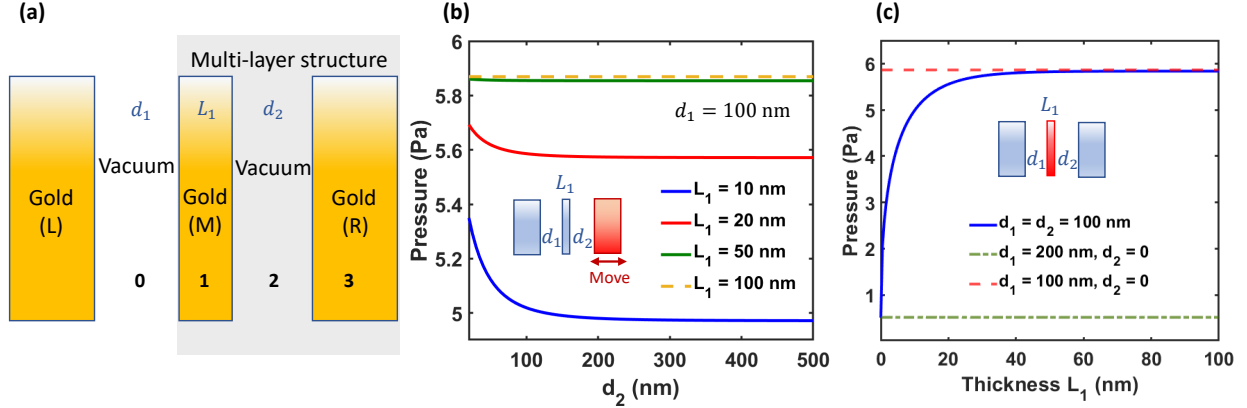 (a)
Multi-layer structure
d₁
L₁
d₂
Vacuum
Vacuum
Gold
(L)
Gold
(M)
Gold
(R)
0
1
2
3
(b)
6
5.8
5.6
5.4
5.2
5
100
200
300
400
500
Pressure (Pa)
d₂ (nm)
d₁ = 100 nm
L₁
d₁
d₂
Move
L₁ = 10 nm
L₁ = 20 nm
L₁ = 50 nm
L₁ = 100 nm
(c)
6
5
4
3
2
1
0
20
40
60
80
100
Pressure (Pa)
Thickness L₁ (nm)
L₁
d₁
d₂
d₁ = d₂ = 100 nm
d₁ = 200 nm, d₂ = 0
d₁ = 100 nm, d₂ = 0